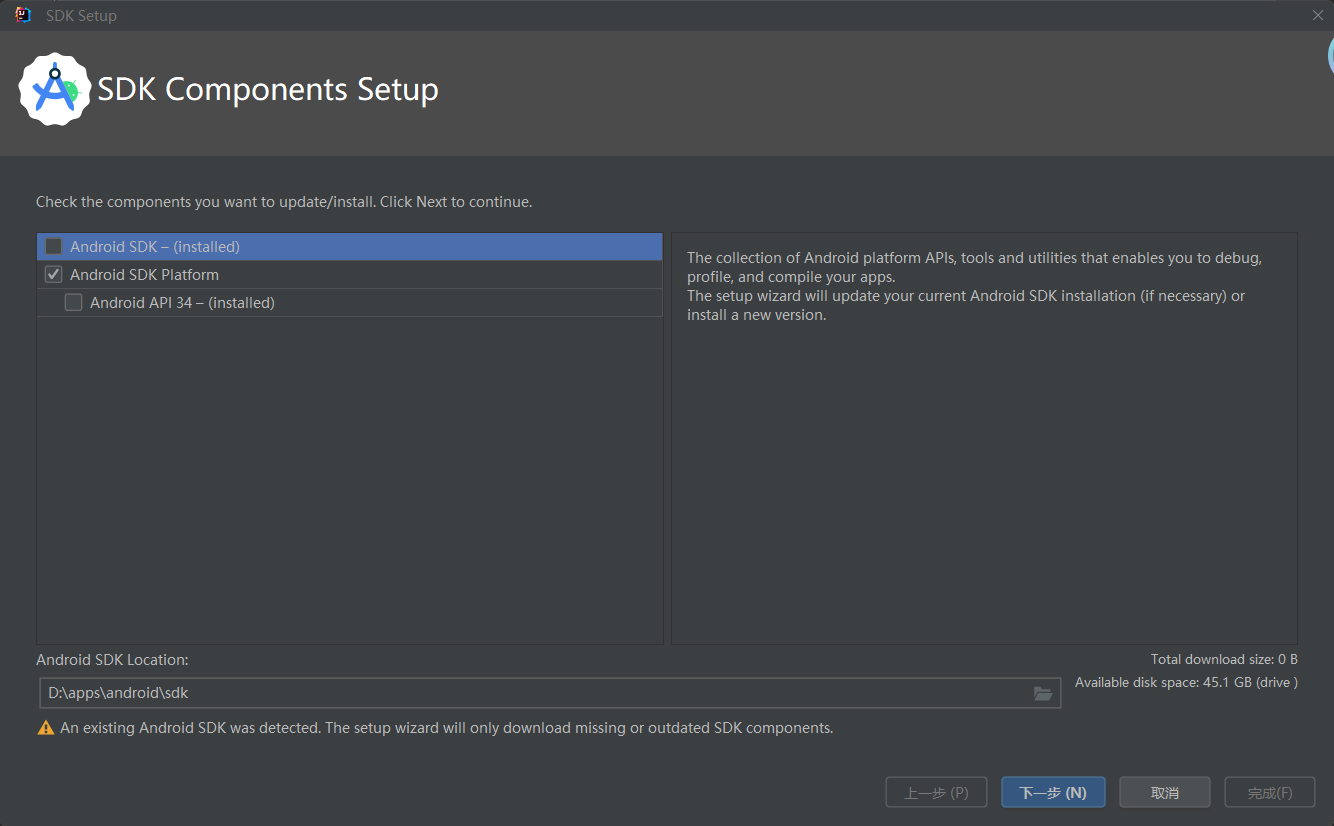 SDK Setup
SDK Components Setup
Check the components you want to update/install. Click Next to continue.
Android SDK – (installed)
Android SDK Platform
Android API 34 – (installed)
The collection of Android platform APIs, tools and utilities that enables you to debug,
profile, and compile your apps.
The setup wizard will update your current Android SDK installation (if necessary) or
install a new version.
Android SDK Location:
Total download size: 0 B
D:\apps\android\sdk
Available disk space: 45.1 GB (drive )
An existing Android SDK was detected. The setup wizard will only download missing or outdated SDK components.
上一步 (P)
下一步 (N)
取消
完成(F)